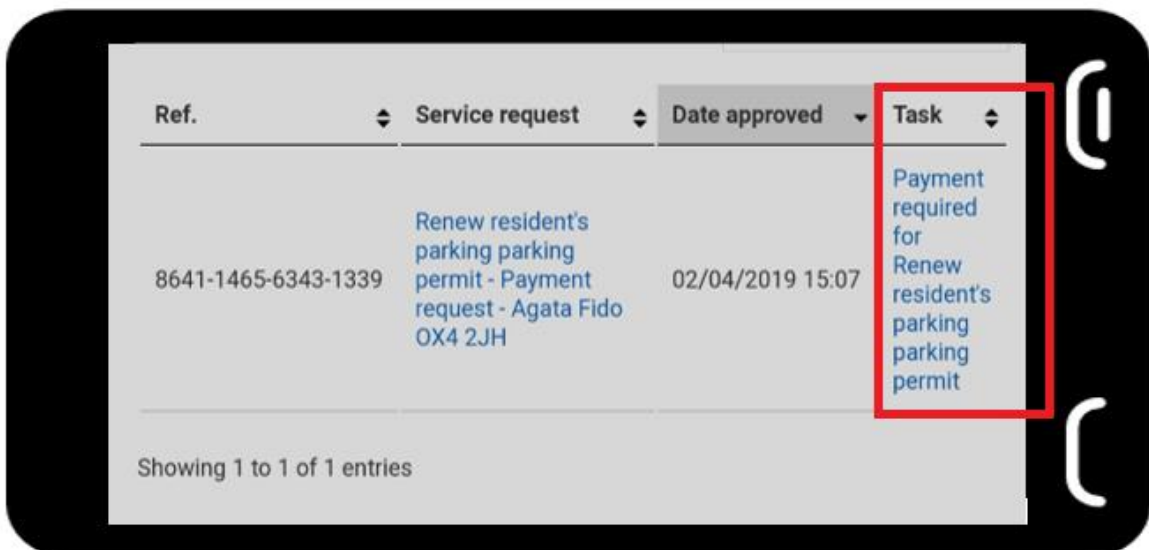 Ref.
Service request
Date approved
Task
8641-1465-6343-1339
Renew resident's
parking parking
permit - Payment
request - Agata Fido
OX4 2JH
02/04/2019 15:07
Payment
required
for
Renew
resident's
parking
parking
permit
Showing 1 to 1 of 1 entries